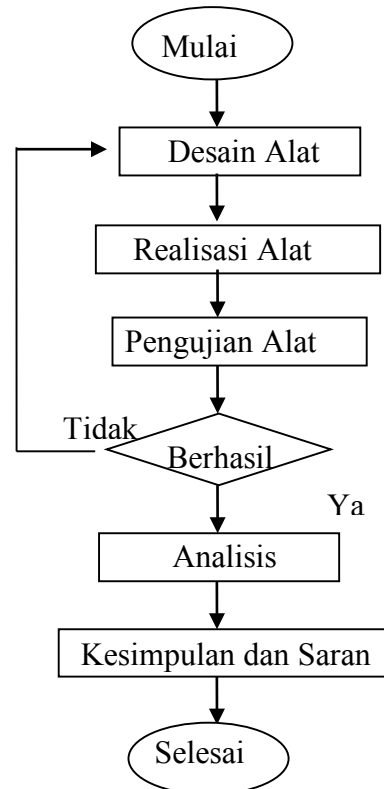 Mulai
Desain Alat
Realisasi Alat
Pengujian Alat
Tidak
Berhasil
Ya
Analisis
Kesimpulan dan Saran
Selesai